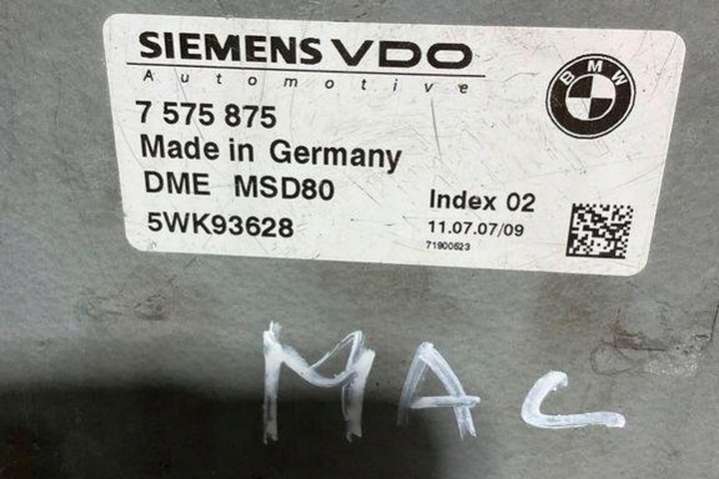 SIEMENS VDO
Automotive
BMW
7 575 875
Made in Germany
DME MSD80
Index 02
5WK93628
11.07.07/09
71900623
MAC